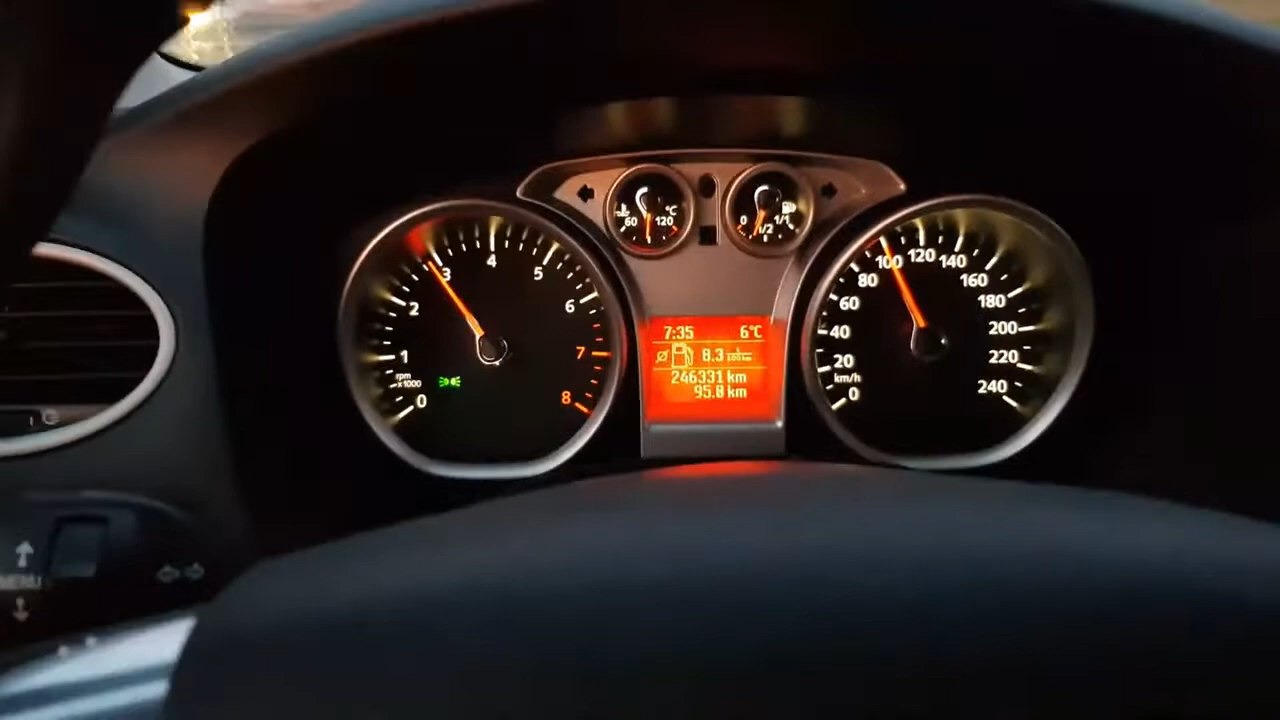 60 120 °C
0 1/2 1/1
0 1 2 3 4 5 6 7 8
rpm
x1000
0 20 40 60 80 100 120 140 160 180 200 220 240
km/h
7:35 6°C
8.3 l/100km
246331 km
95.8 km
MENU